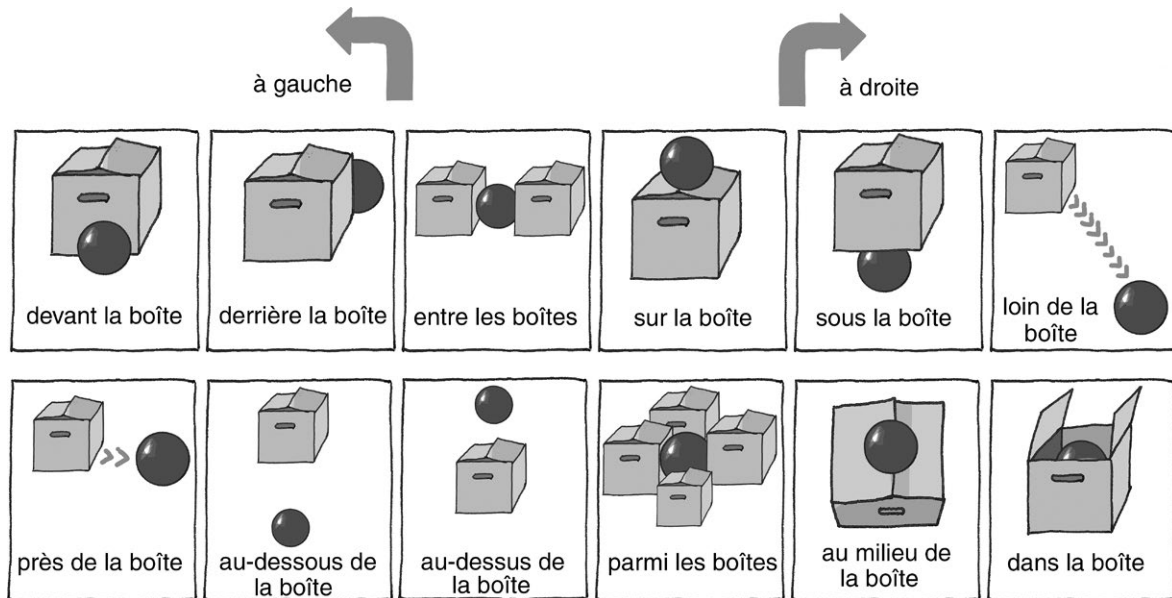 à gauche
à droite
devant la boîte
derrière la boîte
entre les boîtes
sur la boîte
sous la boîte
loin de la
boîte
près de la boîte
au-dessous de
la boîte
au-dessus de
la boîte
parmi les boîtes
au milieu de
la boîte
dans la boîte